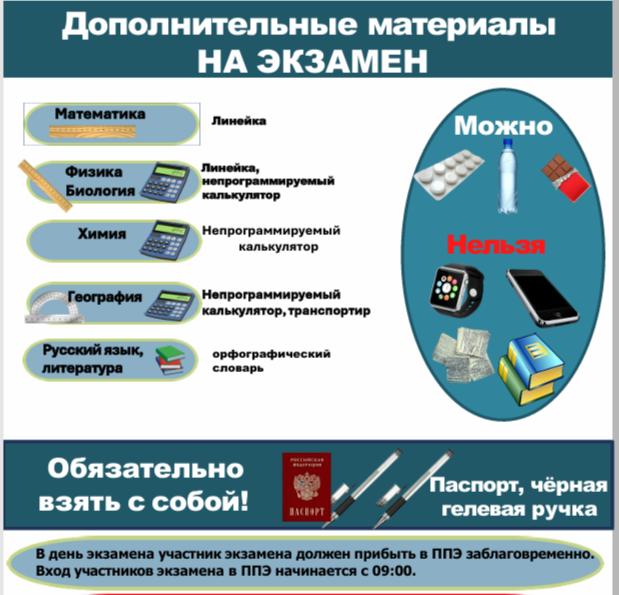 Дополнительные материалы
НА ЭКЗАМЕН
Математика
Линейка
Физика
Биология
Линейка,
непрограммируемый
калькулятор
Химия
Непрограммируемый
калькулятор
География
Непрограммируемый
калькулятор, транспортир
Русский язык,
литература
орфографический
словарь
Можно
Нельзя
Обязательно
взять с собой!
РОССИЙСКАЯ
ФЕДЕРАЦИЯ
ПАСПОРТ
Паспорт, чёрная
гелевая ручка
В день экзамена участник экзамена должен прибыть в ППЭ заблаговременно.
Вход участников экзамена в ППЭ начинается с 09:00.